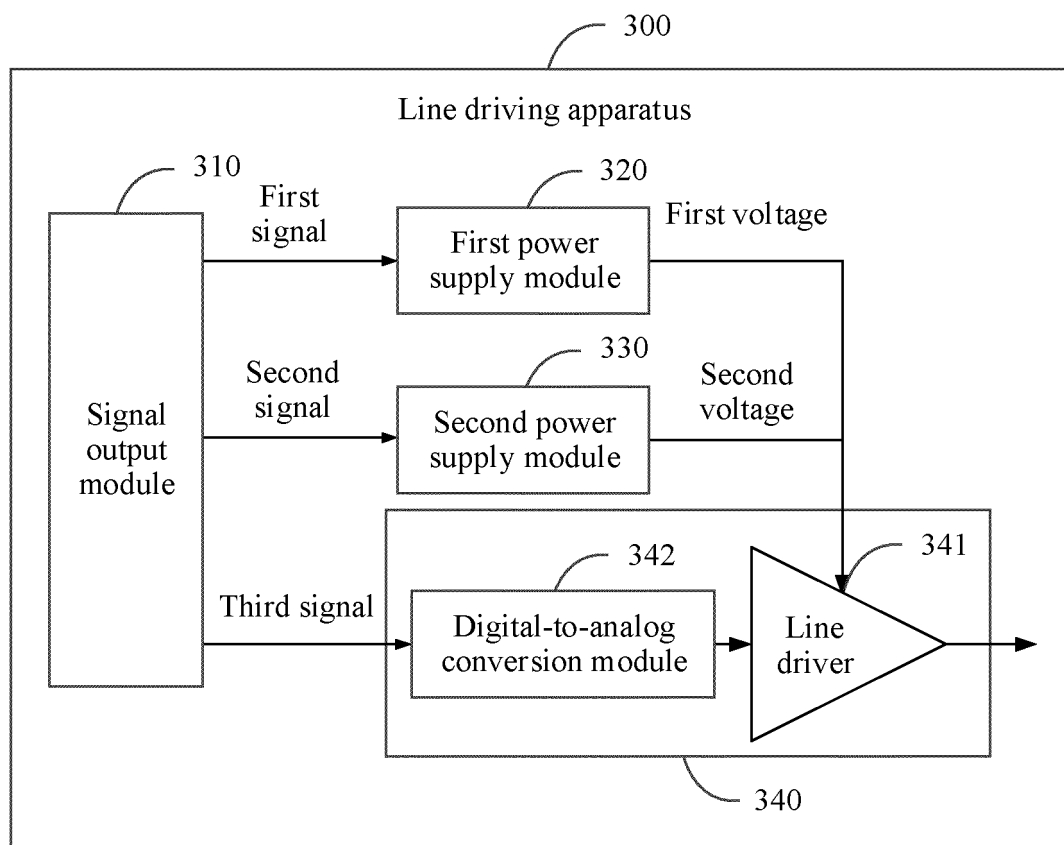 300
Line driving apparatus
310
320
First
signal
First voltage
First power
supply module
330
Second
signal
Second
voltage
Signal
output
module
Second power
supply module
342
341
Third signal
Digital-to-analog
conversion module
Line
driver
340